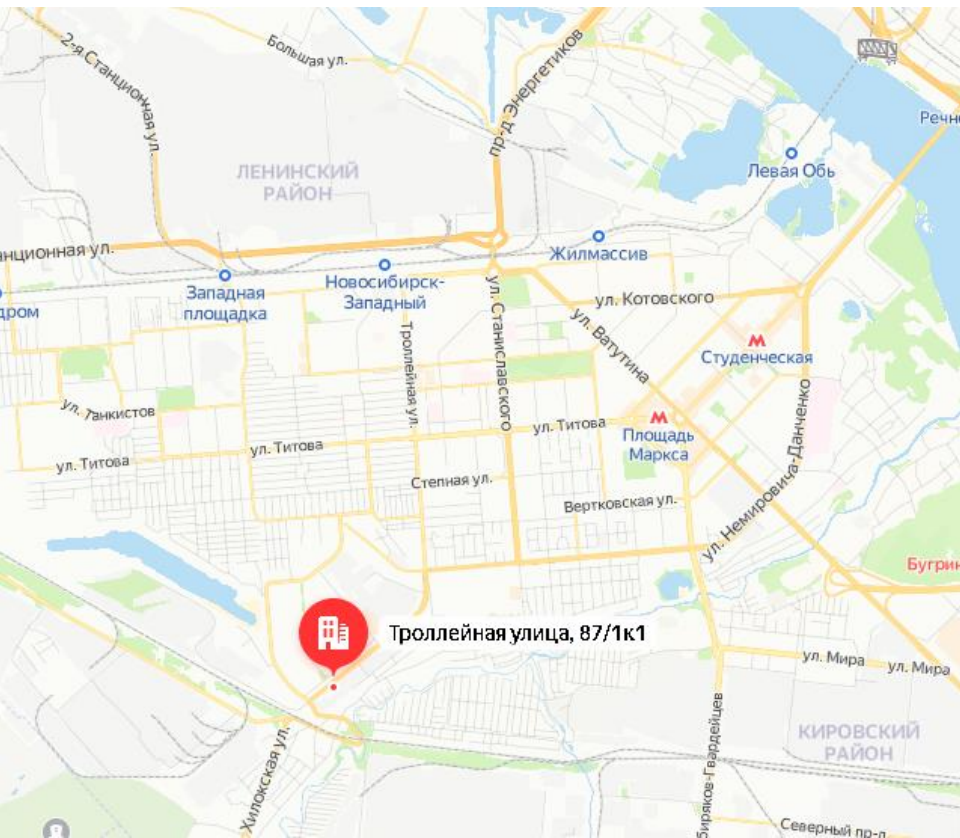 2-я Станционная ул.
Большая ул.
пр-д Энергетиков
Речн
ЛЕНИНСКИЙ
РАЙОН
Левая Обь
нционная ул.
Жилмассив
Западная
площадка
Новосибирск-
Западный
дром
ул. Котовского
ул. Станиславского
ул. Ватутина
Троллейная ул.
М
Студенческая
ул. Танкистов
ул. Немировича-Данченко
М
Площадь
Маркса
ул. Титова
ул. Титова
ул. Титова
Степная ул.
Вертковская ул.
Бугрин
Троллейная улица, 87/1к1
ул. Мира
ул. Мира
КИРОВСКИЙ
РАЙОН
биряков-Гвардейцев
Хилокская ул.
Северный пр-д